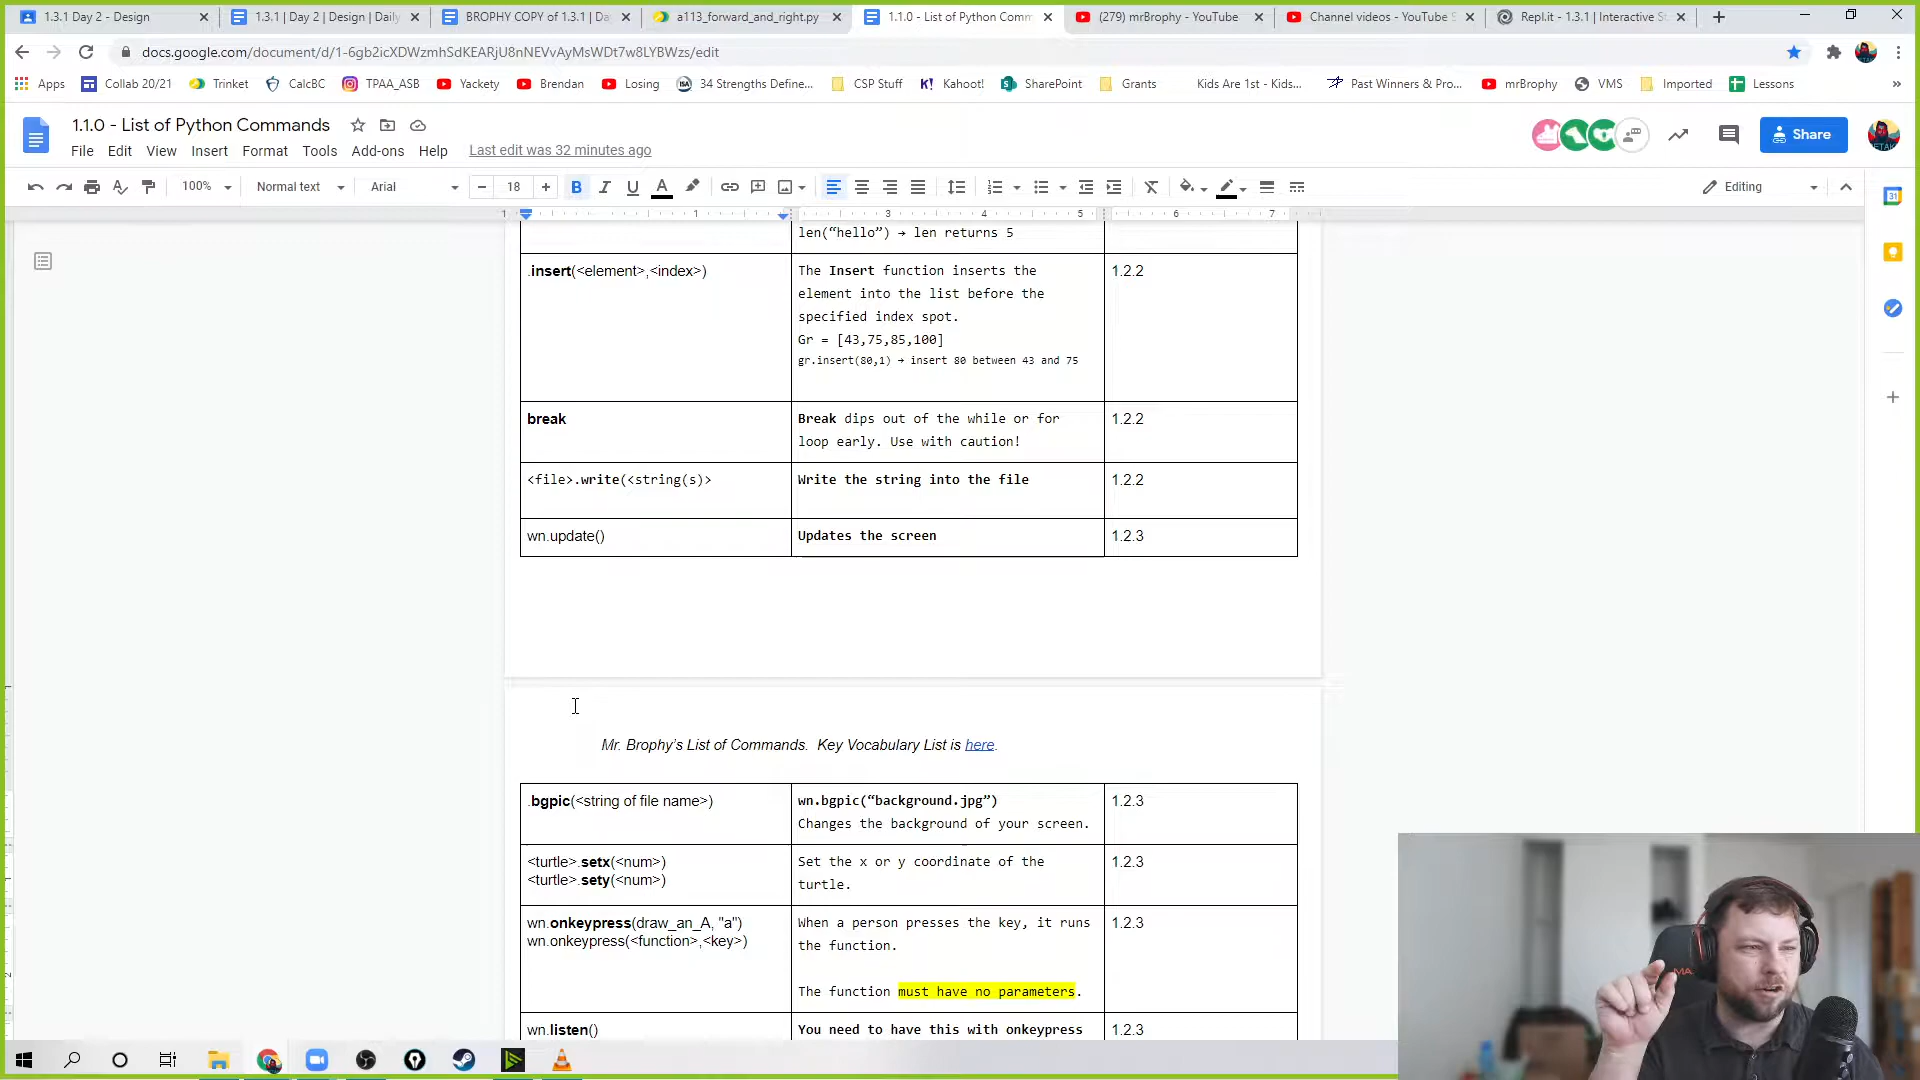 1.3.1 Day 2 - Design
1.3.1 | Day 2 | Design | Daily
BROPHY COPY of 1.3.1 | Da
a113_forward_and_right.py
1.1.0 - List of Python Comm
(279) mrBrophy - YouTube
Channel videos - YouTube S
Repl.it - 1.3.1 | Interactive St
docs.google.com/document/d/1-6gb2icXDWzmhSdKEARjU8nNEVvAyMsWDt7w8LYBWzs/edit
Apps
Collab 20/21
Trinket
CalcBC
TPAA_ASB
Yackety
Brendan
Losing
34 Strengths Define...
CSP Stuff
Kahoot!
SharePoint
Grants
Kids Are 1st - Kids...
Past Winners & Pro...
mrBrophy
VMS
Imported
Lessons
1.1.0 - List of Python Commands
Share
File Edit View Insert Format Tools Add-ons Help Last edit was 32 minutes ago
100% Normal text Arial 18 Editing
1 1 3 4 5 6 7
len(“hello”) → len returns 5
.insert(<element>,<index>)
The Insert function inserts the
element into the list before the
specified index spot.
Gr = [43,75,85,100]
gr.insert(80,1) → insert 80 between 43 and 75
1.2.2
break
Break dips out of the while or for
loop early. Use with caution!
1.2.2
<file>.write(<string(s)>
Write the string into the file
1.2.2
wn.update()
Updates the screen
1.2.3
Mr. Brophy’s List of Commands. Key Vocabulary List is here.
.bgpic(<string of file name>)
wn.bgpic(“background.jpg”)
Changes the background of your screen.
1.2.3
<turtle>.setx(<num>)
<turtle>.sety(<num>)
Set the x or y coordinate of the
turtle.
1.2.3
wn.onkeypress(draw_an_A, "a")
wn.onkeypress(<function>,<key>)
When a person presses the key, it runs
the function.
The function must have no parameters.
1.2.3
wn.listen()
You need to have this with onkeypress
1.2.3